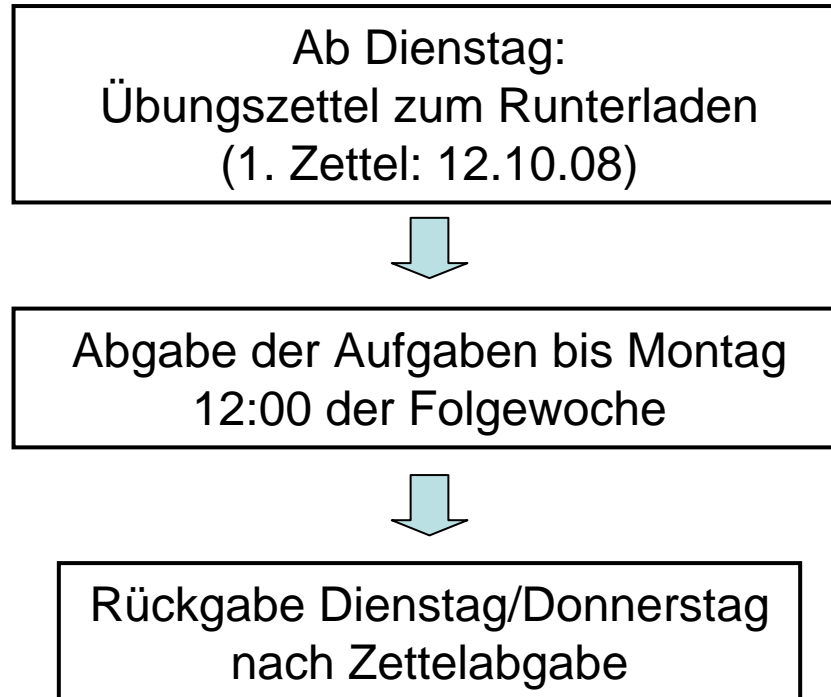 Ab Dienstag:
Übungszettel zum Runterladen
(1. Zettel: 12.10.08)
Abgabe der Aufgaben bis Montag
12:00 der Folgewoche
Rückgabe Dienstag/Donnerstag
nach Zettelabgabe